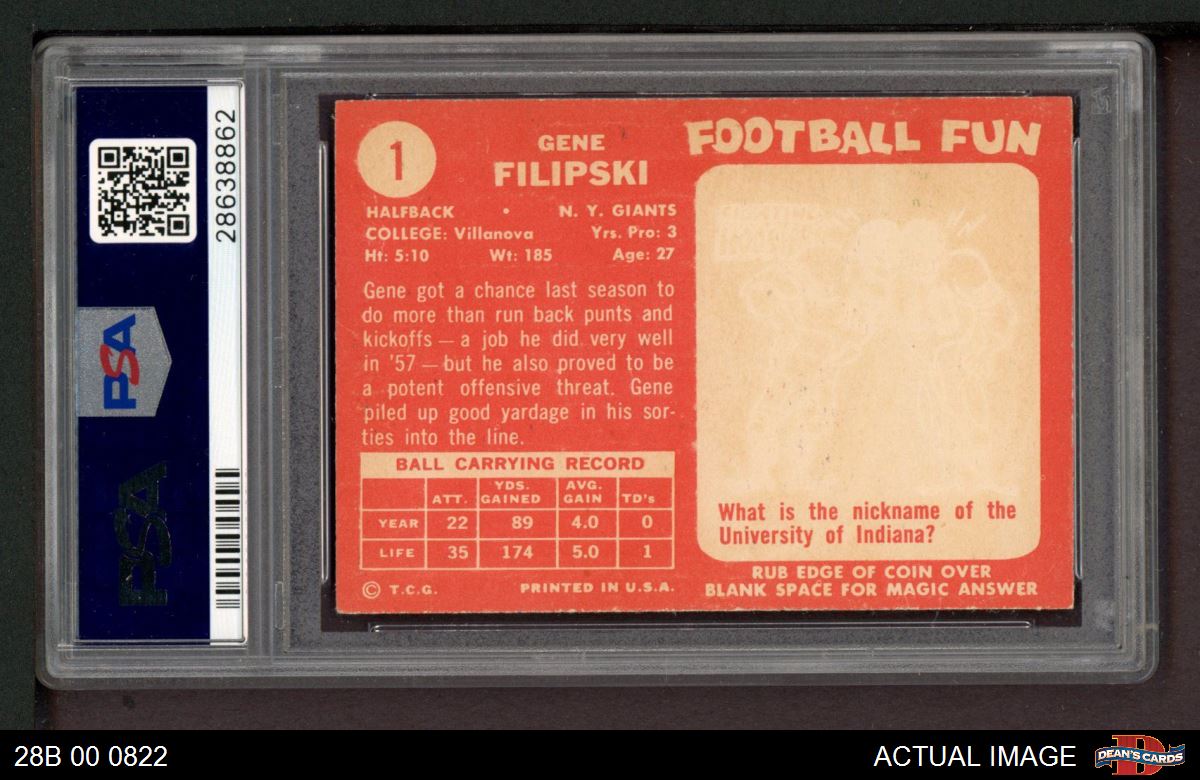 28638862
PSA
PSA
1
GENE
FILIPSKI
HALFBACK • N. Y. GIANTS
COLLEGE: Villanova Yrs. Pro: 3
Ht: 5:10 Wt: 185 Age: 27
Gene got a chance last season to
do more than run back punts and
kickoffs — a job he did very well
in '57 — but he also proved to be
a potent offensive threat. Gene
piled up good yardage in his sor-
ties into the line.
BALL CARRYING RECORD
ATT. YDS. GAINED AVG. GAIN TD's
YEAR 22 89 4.0 0
LIFE 35 174 5.0 1
© T.C.G. PRINTED IN U.S.A.
FOOTBALL FUN
What is the nickname of the
University of Indiana?
RUB EDGE OF COIN OVER
BLANK SPACE FOR MAGIC ANSWER
28B 00 0822
ACTUAL IMAGE
DEAN'S CARDS